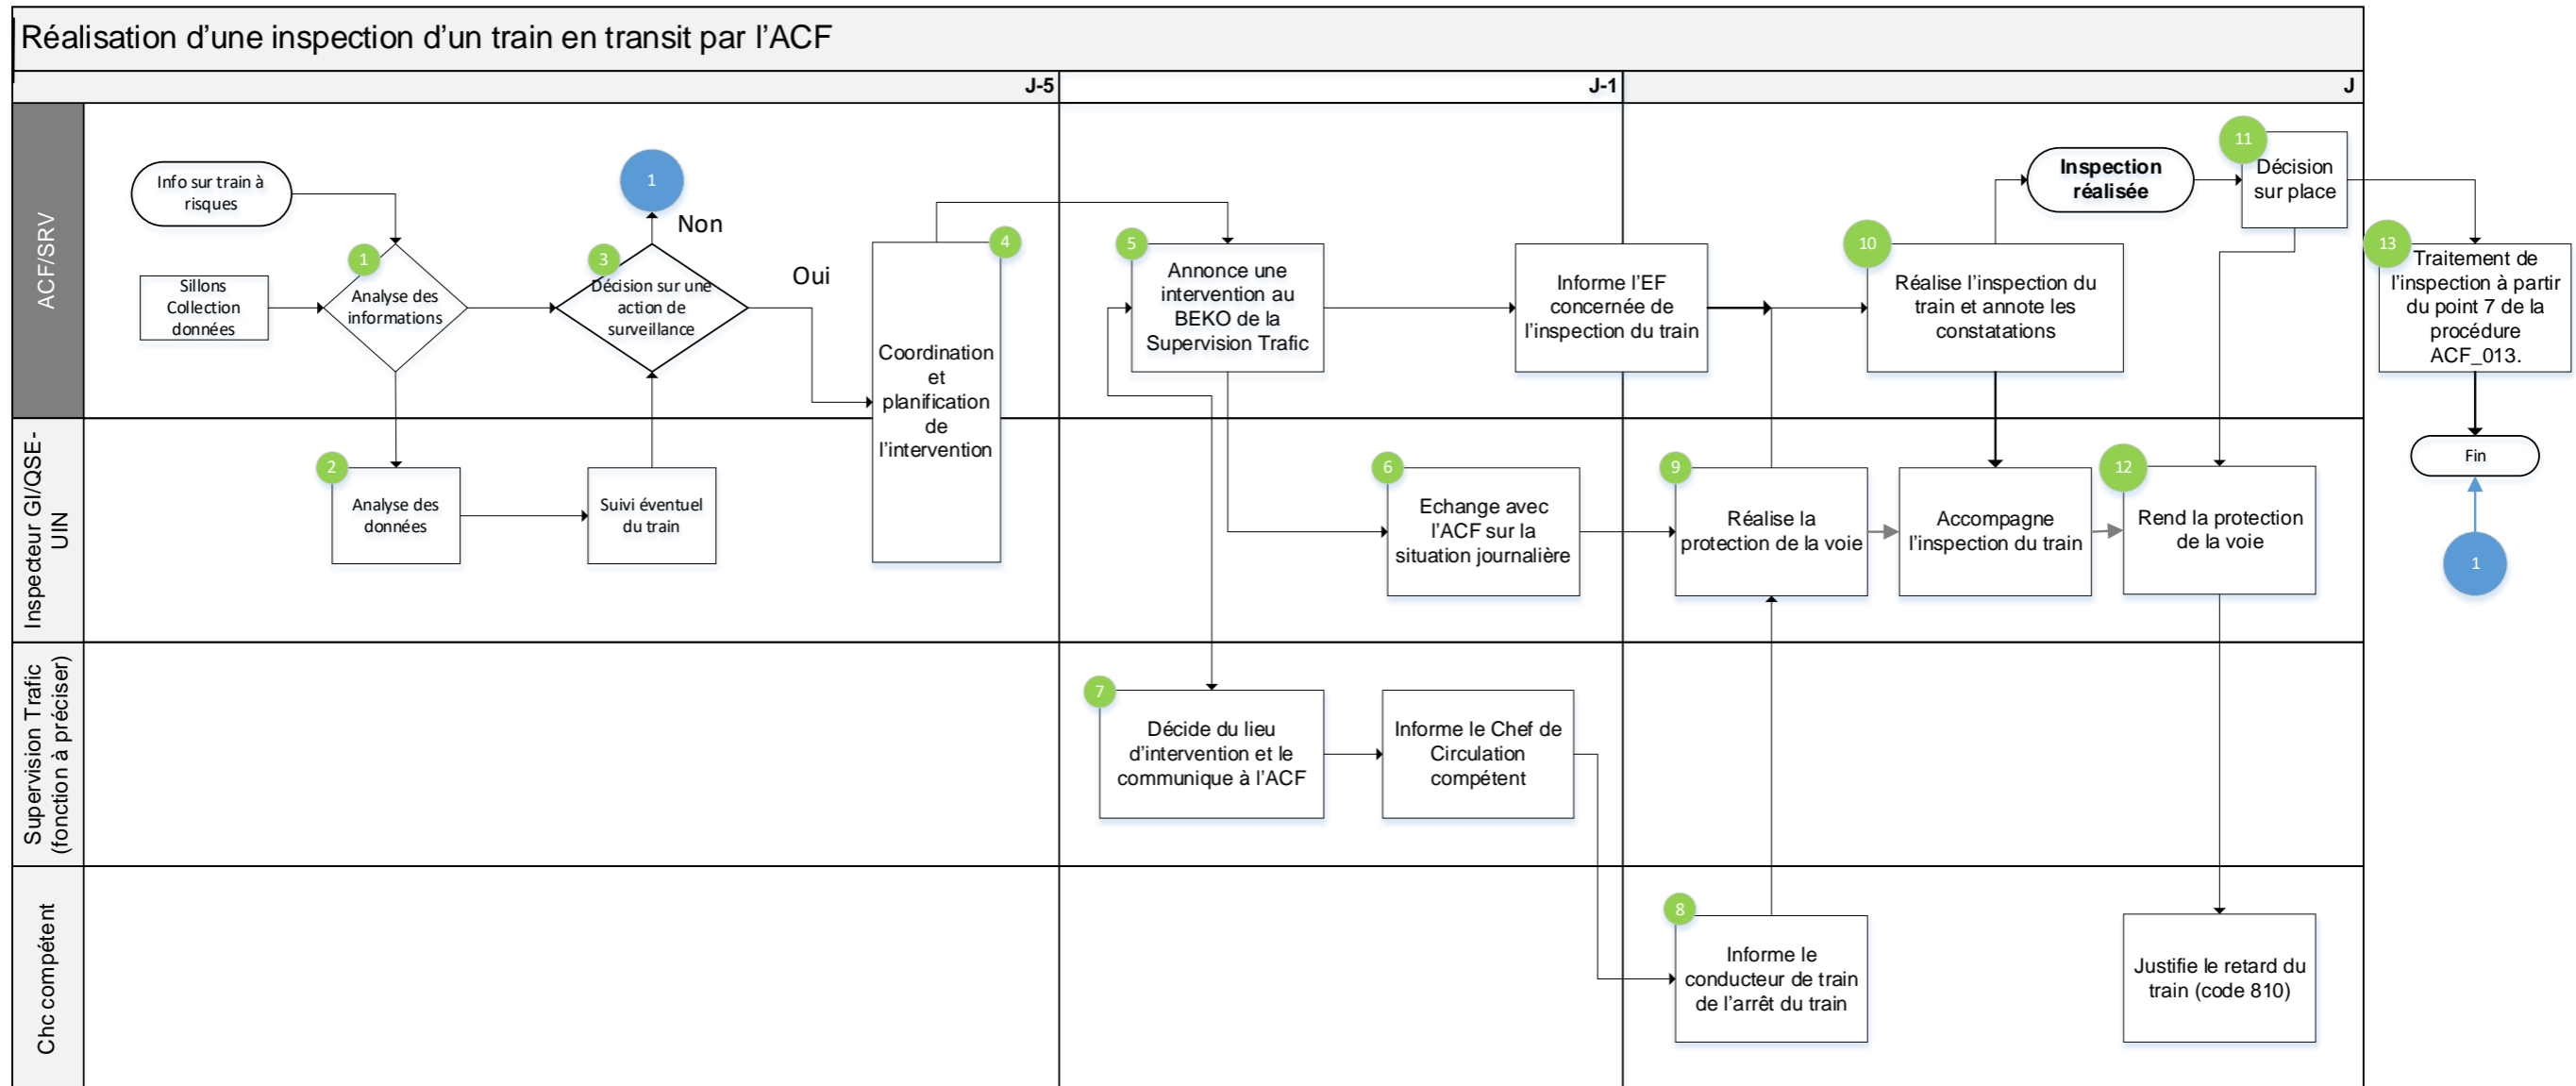 Réalisation d’une inspection d’un train en transit par l’ACF
J-5
J-1
J
ACF/SRV
Info sur train à
risques
Sillons
Collection
données
1
Analyse des
informations
1
Non
3
Décision sur une
action de
surveillance
Oui
4
Coordination
et
planification
de
l’intervention
5
Annonce une
intervention au
BEKO de la
Supervision Trafic
Informe l’EF
concernée de
l’inspection du train
10
Réalise l’inspection du
train et annote les
constatations
Inspection
réalisée
11
Décision
sur place
13
Traitement de
l’inspection à partir
du point 7 de la
procédure
ACF_013.
Inspecteur GI/QSE-
UIN
2
Analyse des
données
Suivi éventuel
du train
6
Echange avec
l’ACF sur la
situation journalière
9
Réalise la
protection de la voie
Accompagne
l’inspection du train
12
Rend la protection
de la voie
Fin
1
Supervision Trafic
(fonction à préciser)
7
Décide du lieu
d’intervention et le
communique à l’ACF
Informe le Chef de
Circulation
compétent
Chc compétent
8
Informe le
conducteur de train
de l’arrêt du train
Justifie le retard du
train (code 810)